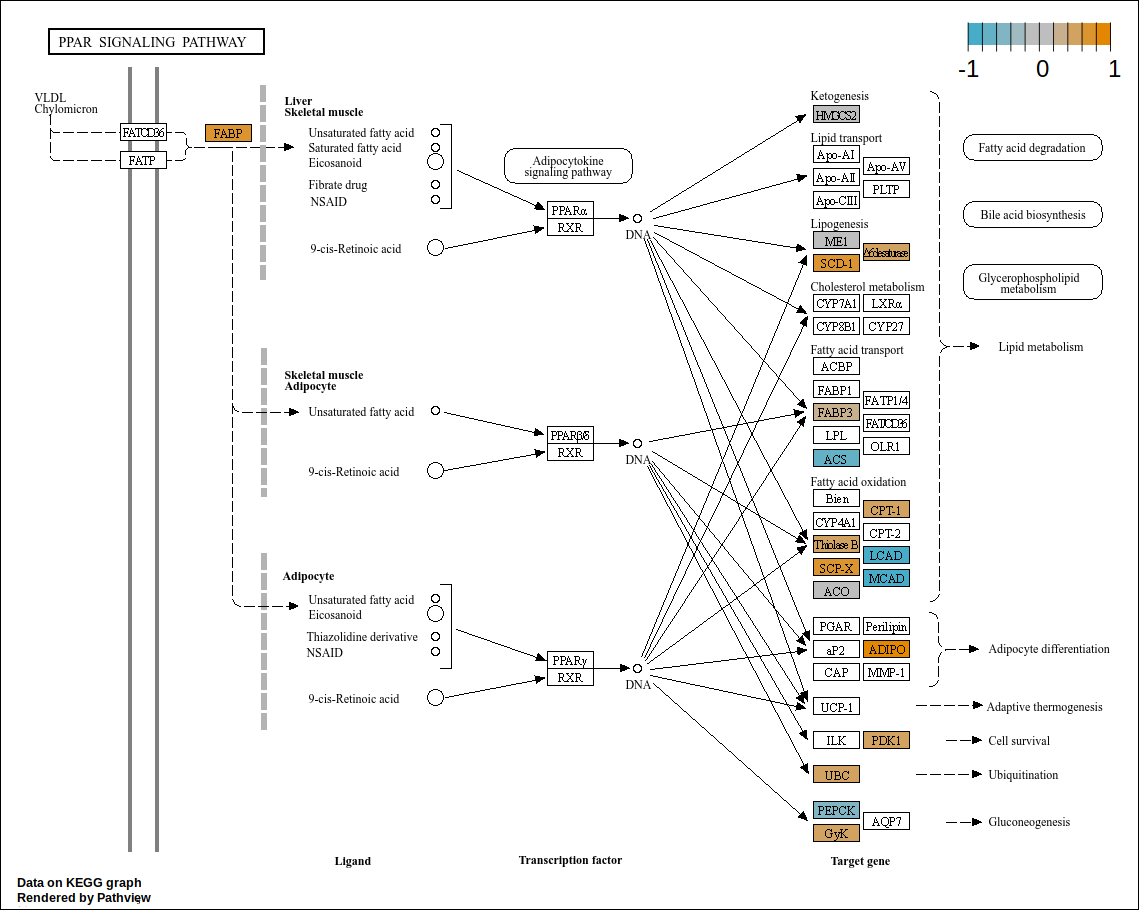 PPAR SIGNALING PATHWAY
-1 0 1
VLDL
Chylomicron
FAT/CD36
FATP
FABP
Liver
Skeletal muscle
Unsaturated fatty acid
Saturated fatty acid
Eicosanoid
Fibrate drug
NSAID
9-cis-Retinoic acid
Adipocytokine
signaling pathway
PPARα
RXR
DNA
Skeletal muscle
Adipocyte
Unsaturated fatty acid
9-cis-Retinoic acid
PPARβ/δ
RXR
DNA
Adipocyte
Unsaturated fatty acid
Eicosanoid
Thiazolidine derivative
NSAID
9-cis-Retinoic acid
PPARγ
RXR
DNA
Ketogenesis
HMGCS2
Lipid transport
Apo-AI
Apo-AV
Apo-AII
PLTP
Apo-CIII
Lipogenesis
ME1
Δ6desaturase
SCD-1
Cholesterol metabolism
CYP7A1 LXRα
CYP8B1 CYP27
Fatty acid transport
ACBP
FABP1
FATP1/4
FABP3
FAT/CD36
LPL
OLR1
ACS
Fatty acid oxidation
Bien
CPT-1
CYP4A1
CPT-2
Thiolase B
LCAD
SCP-X
MCAD
ACO
PGAR Perilipin
aP2 ADIPO
CAP MMP-1
UCP-1
ILK PDK1
UBC
PEPCK
AQP7
GyK
Fatty acid degradation
Bile acid biosynthesis
Glycerophospholipid
metabolism
Lipid metabolism
Adipocyte differentiation
Adaptive thermogenesis
Cell survival
Ubiquitination
Gluconeogenesis
Ligand
Transcription factor
Target gene
Data on KEGG graph
Rendered by Pathview